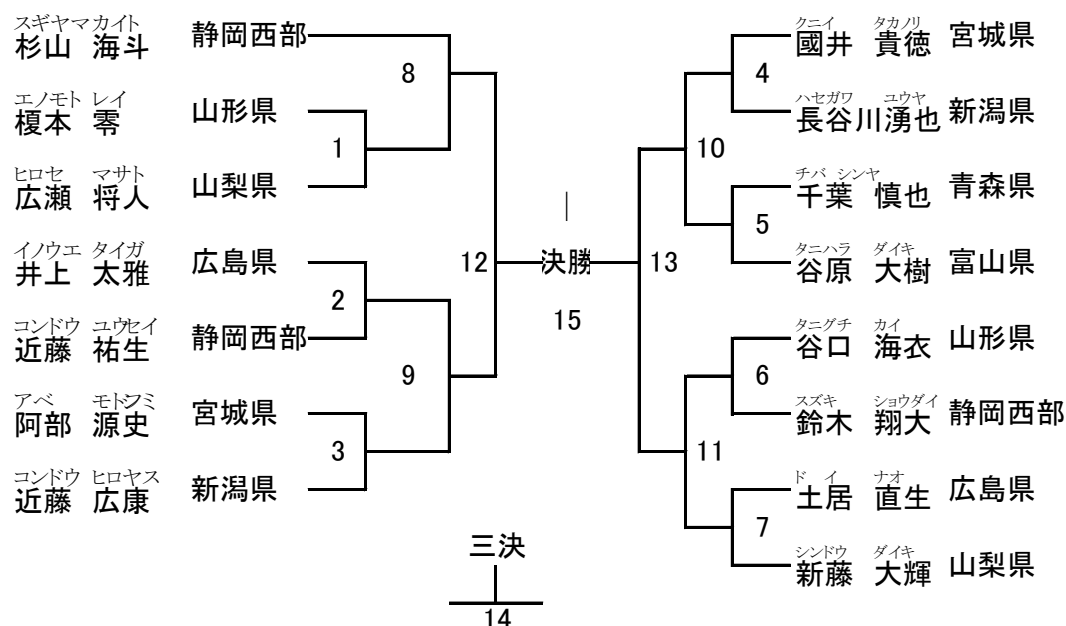 スギヤマカイト
杉山 海斗 静岡西部
8
エノモト レイ
榎本 零 山形県
1
ヒロセ マサト
広瀬 将人 山梨県
イノウエ タイガ
井上 太雅 広島県
12
2
コンドウ ユウセイ
近藤 祐生 静岡西部
9
アベ モトフミ
阿部 源史 宮城県
3
コンドウ ヒロヤス
近藤 広康 新潟県
決勝
15
三決
14
クニイ タカノリ
國井 貴徳 宮城県
4
ハセガワ ユウヤ
長谷川湧也 新潟県
10
チバ シンヤ
千葉 慎也 青森県
5
タニハラ ダイキ
谷原 大樹 富山県
13
タニグチ カイ
谷口 海衣 山形県
6
スズキ ショウダイ
鈴木 翔大 静岡西部
11
ド イ ナオ
土居 直生 広島県
7
シンドウ ダイキ
新藤 大輝 山梨県